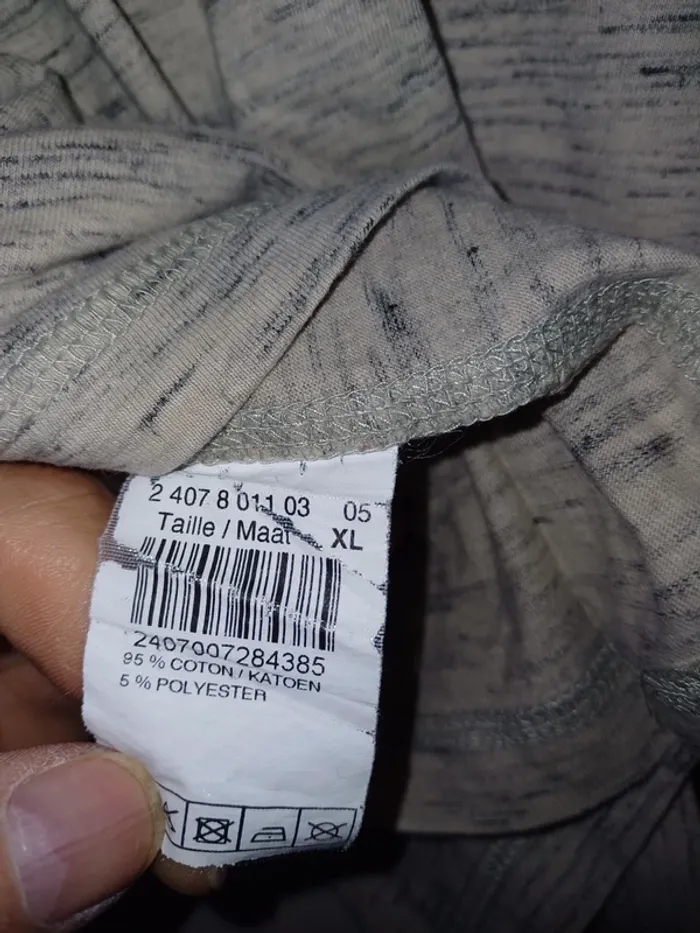 2 407 8 011 03 05
Taille / Maat XL
2407007284385
95 % COTON / KATOEN
5 % POLYESTER